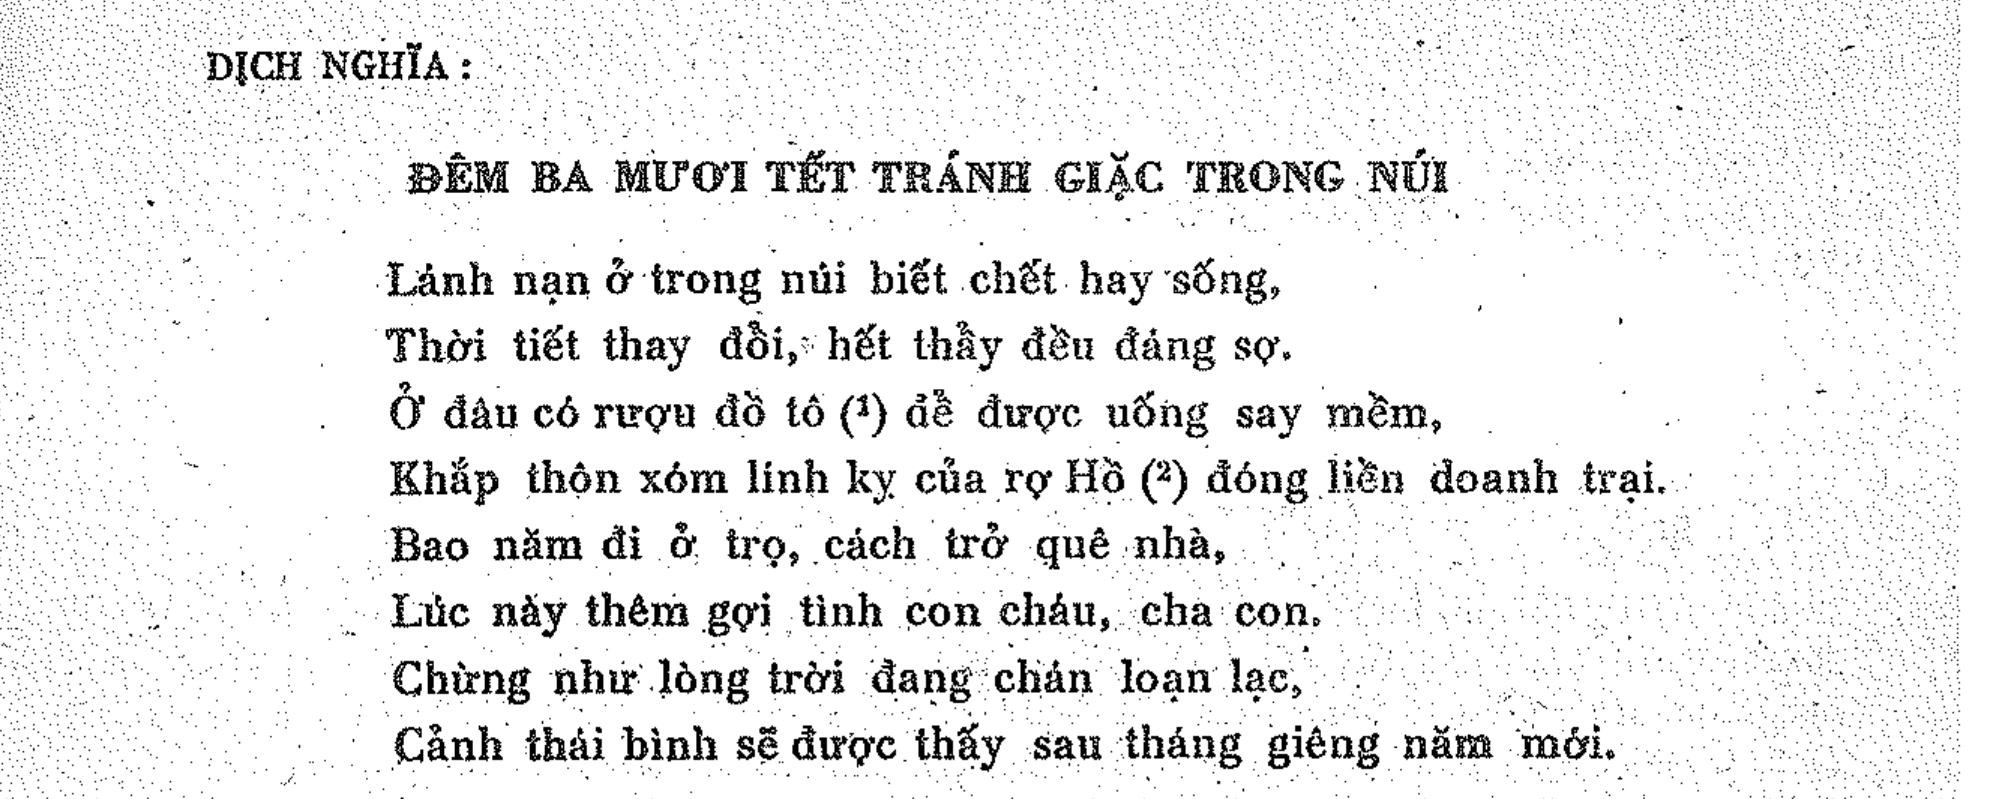 DỊCH NGHĨA :
ĐÊM BA MƯƠI TẾT TRÁNH GIẶC TRONG NÚI
Lánh nạn ở trong núi biết chết hay sống,
Thời tiết thay đổi, hết thẩy đều đáng sợ.
Ở đâu có rượu đồ tô (¹) để được uống say mềm,
Khắp thôn xóm linh kỵ của rợ Hồ (²) đóng liền doanh trại.
Bao năm đi ở trọ, cách trở quê nhà,
Lúc này thêm gợi tình con cháu, cha con.
Chừng như lòng trời đang chán loạn lạc,
Cảnh thái bình sẽ được thấy sau tháng giêng năm mới.